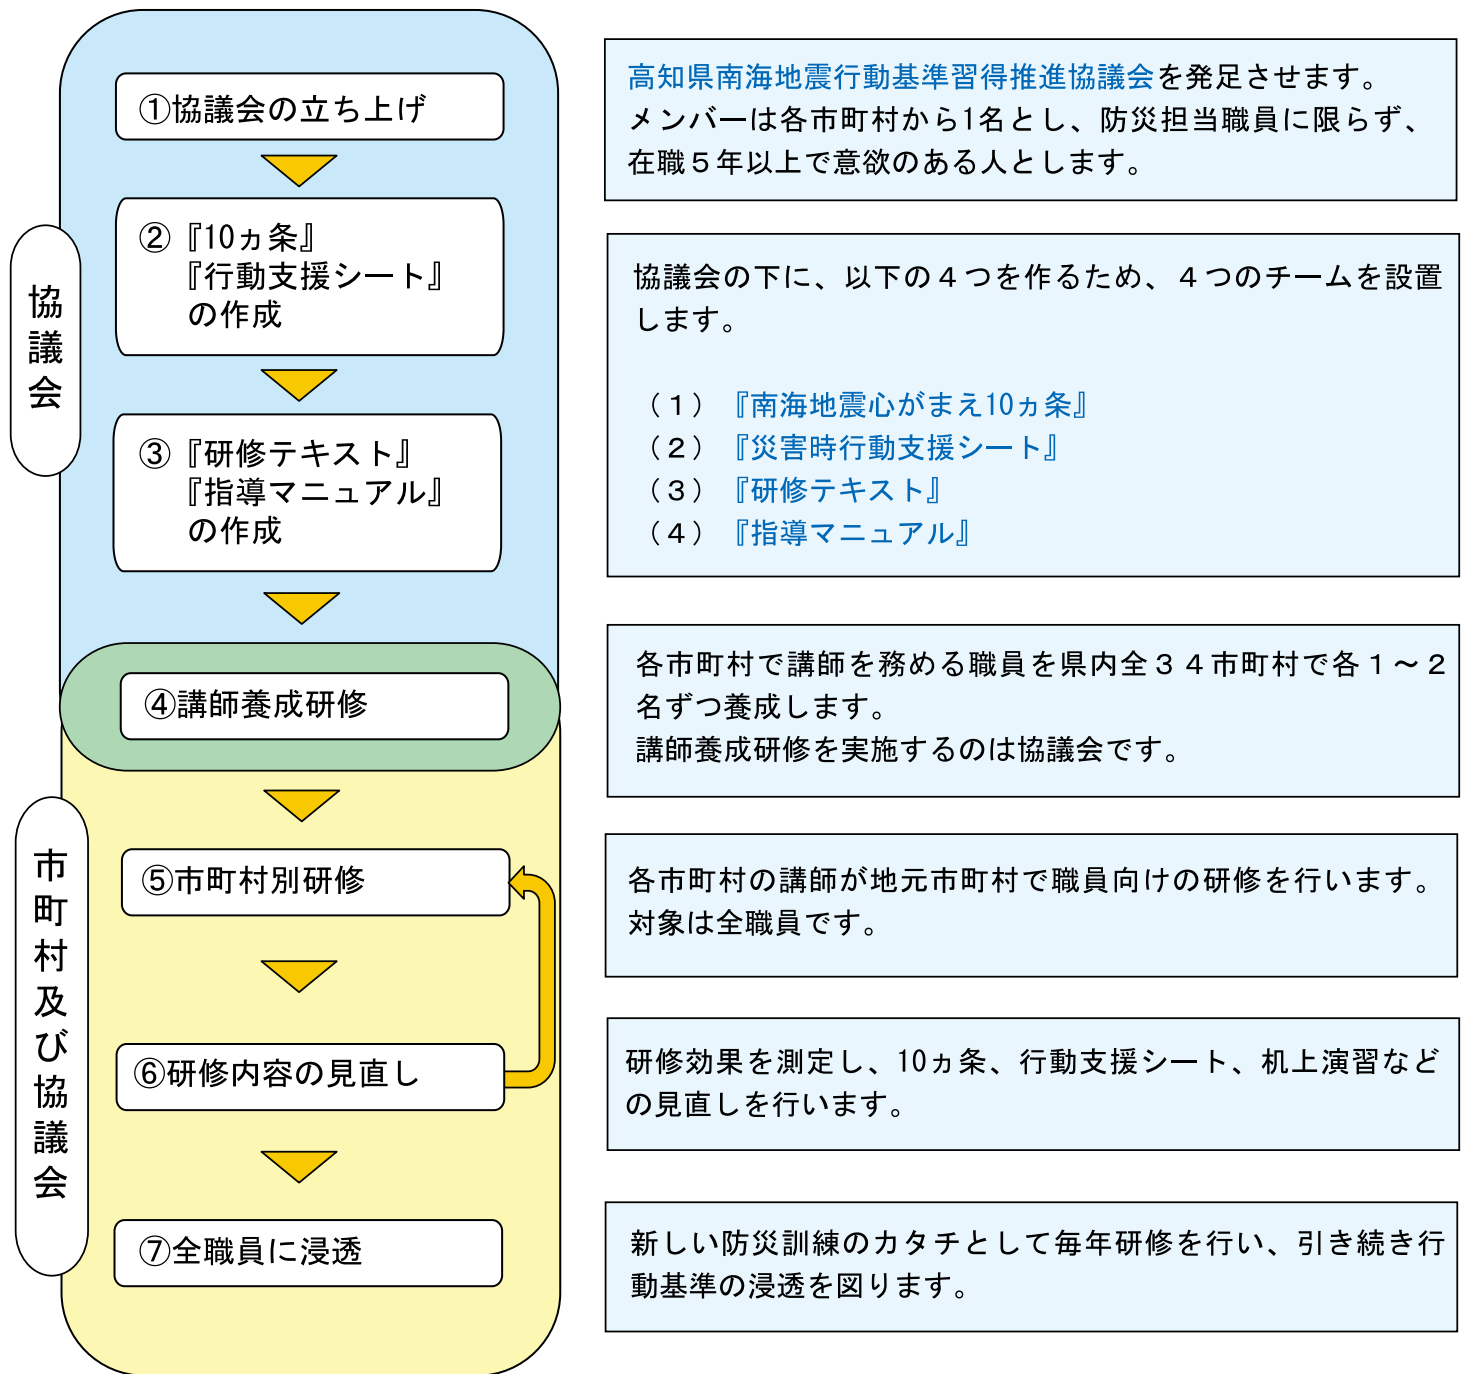 協議会
①協議会の立ち上げ
②『10ヵ条』
『行動支援シート』
の作成
③『研修テキスト』
『指導マニュアル』
の作成
④講師養成研修
市町村及び協議会
⑤市町村別研修
⑥研修内容の見直し
⑦全職員に浸透
高知県南海地震行動基準習得推進協議会を発足させます。
メンバーは各市町村から1名とし、防災担当職員に限らず、
在職５年以上で意欲のある人とします。
協議会の下に、以下の４つを作るため、４つのチームを設置
します。
（１）『南海地震心がまえ10ヵ条』
（２）『災害時行動支援シート』
（３）『研修テキスト』
（４）『指導マニュアル』
各市町村で講師を務める職員を県内全３４市町村で各１～２
名ずつ養成します。
講師養成研修を実施するのは協議会です。
各市町村の講師が地元市町村で職員向けの研修を行います。
対象は全職員です。
研修効果を測定し、10ヵ条、行動支援シート、机上演習など
の見直しを行います。
新しい防災訓練のカタチとして毎年研修を行い、引き続き行
動基準の浸透を図ります。